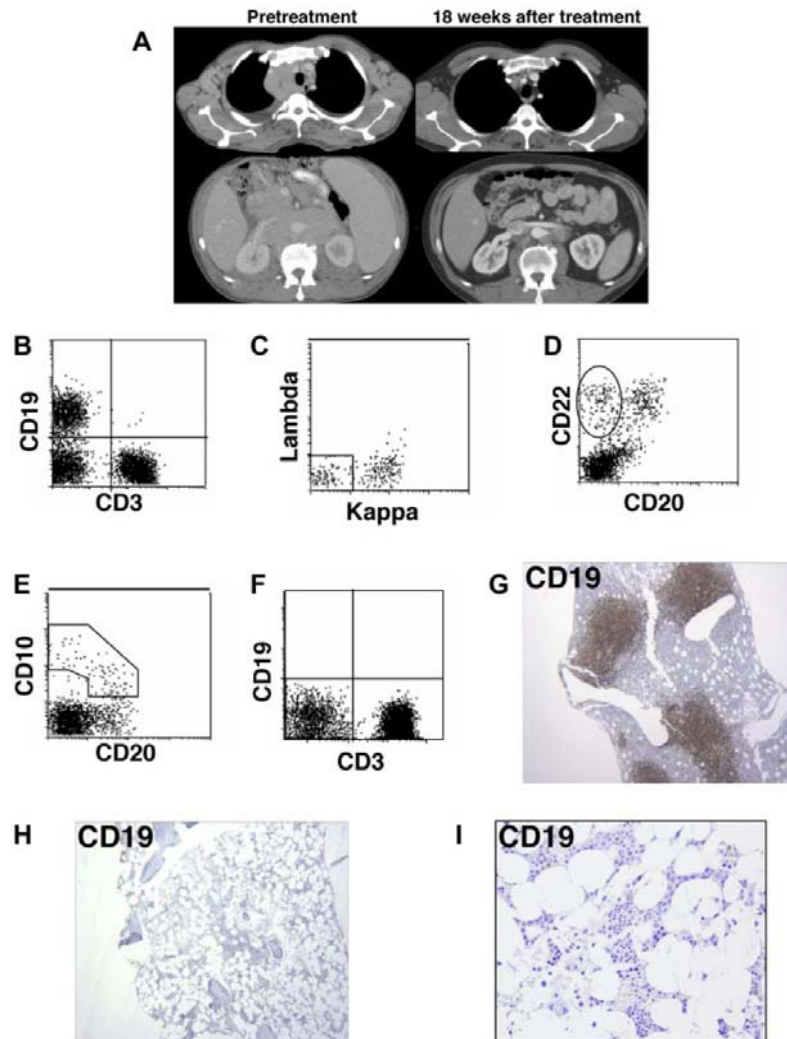 Pretreatment 18 weeks after treatment
A
B
CD19
CD3
C
Lambda
Kappa
D
CD22
CD20
E
CD10
CD20
F
CD19
CD3
G
CD19
H
CD19
I
CD19